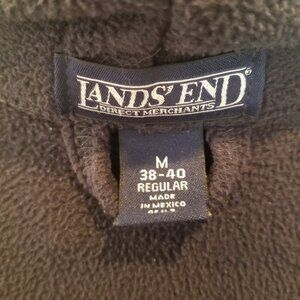 LANDS' END®
DIRECT MERCHANTS
M
38-40
REGULAR
MADE
IN MEXICO